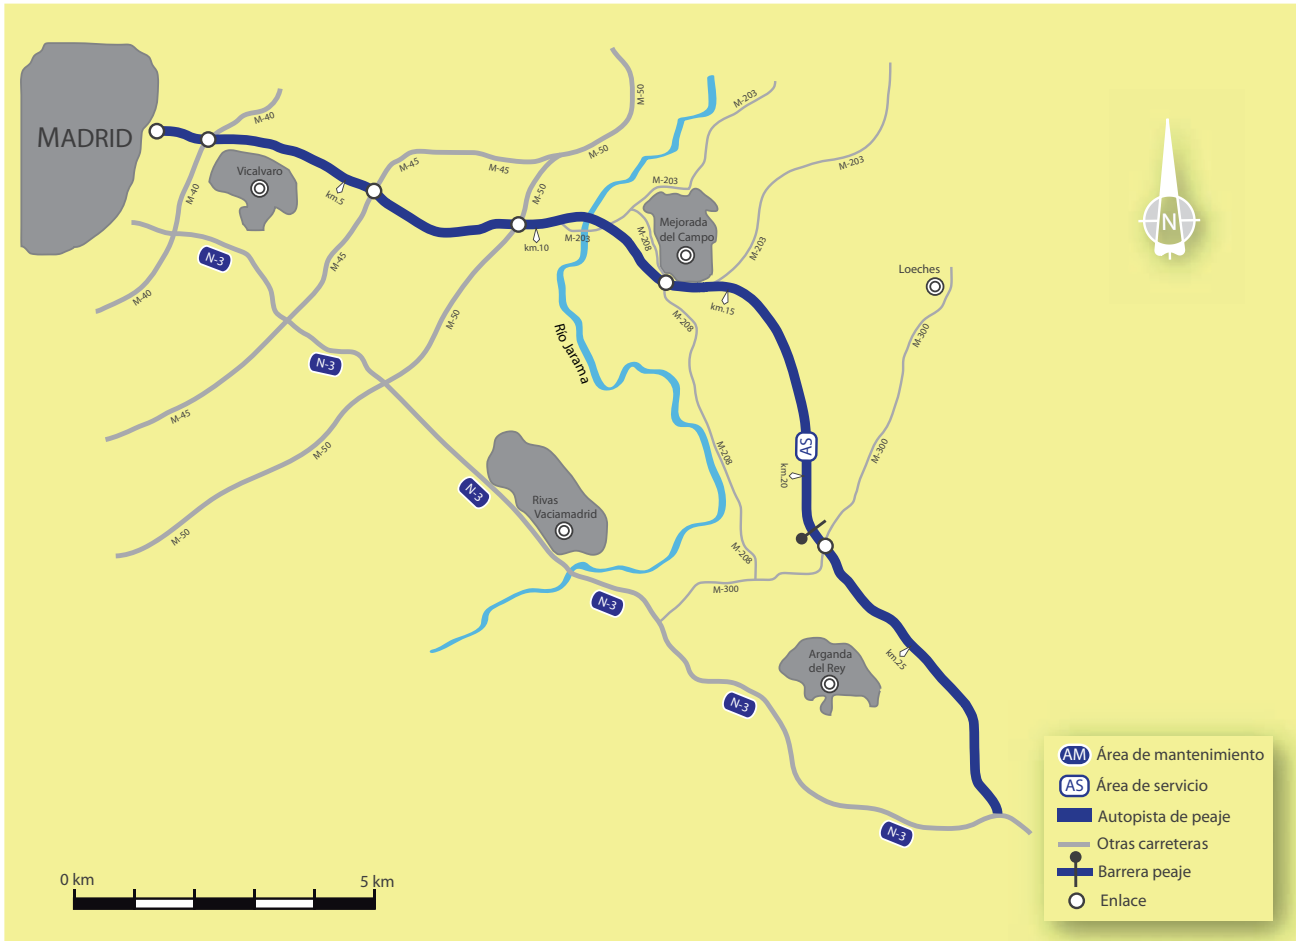 M-50
M-203
M-40
MADRID
M-50
M-45
M-45
M-203
Vicalvaro
M-203
M-40
km.5
M-50
Mejorada
del Campo
M-203
M-208
km.10
M-203
N
N-3
M-45
Loeches
M-40
km.15
M-50
M-208
M-300
Río Jarama
N-3
M-45
M-50
M-208
AS
M-300
km.20
N-3
Rivas
Vaciamadrid
M-50
M-208
M-300
N-3
Arganda
del Rey
km.25
N-3
N-3
AM Área de mantenimiento
AS Área de servicio
Autopista de peaje
Otras carreteras
Barrera peaje
Enlace
0 km
5 km